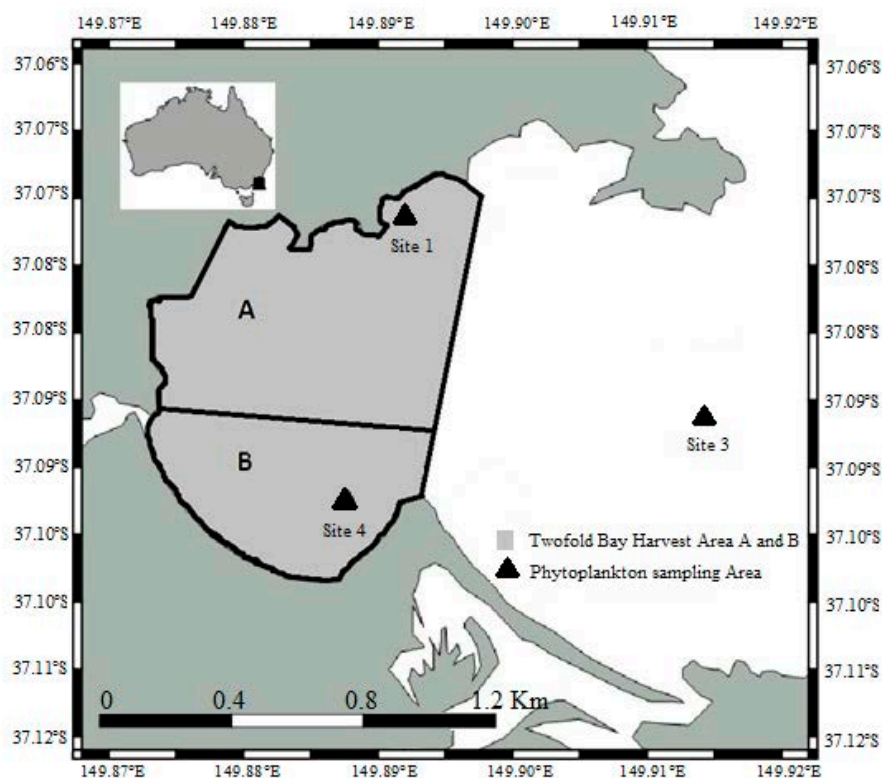 149.87°E 149.88°E 149.89°E 149.90°E 149.91°E 149.92°E
37.06°S 37.06°S
37.07°S 37.07°S
37.07°S 37.07°S
Site 1
37.08°S 37.08°S
A
37.08°S 37.08°S
37.09°S 37.09°S
Site 3
B
37.09°S 37.09°S
Site 4
37.10°S 37.10°S
Twofold Bay Harvest Area A and B
Phytoplankton sampling Area
37.10°S 37.10°S
37.11°S 37.11°S
0 0.4 0.8 1.2 Km
37.12°S 37.12°S
149.87°E 149.88°E 149.89°E 149.90°E 149.91°E 149.92°E